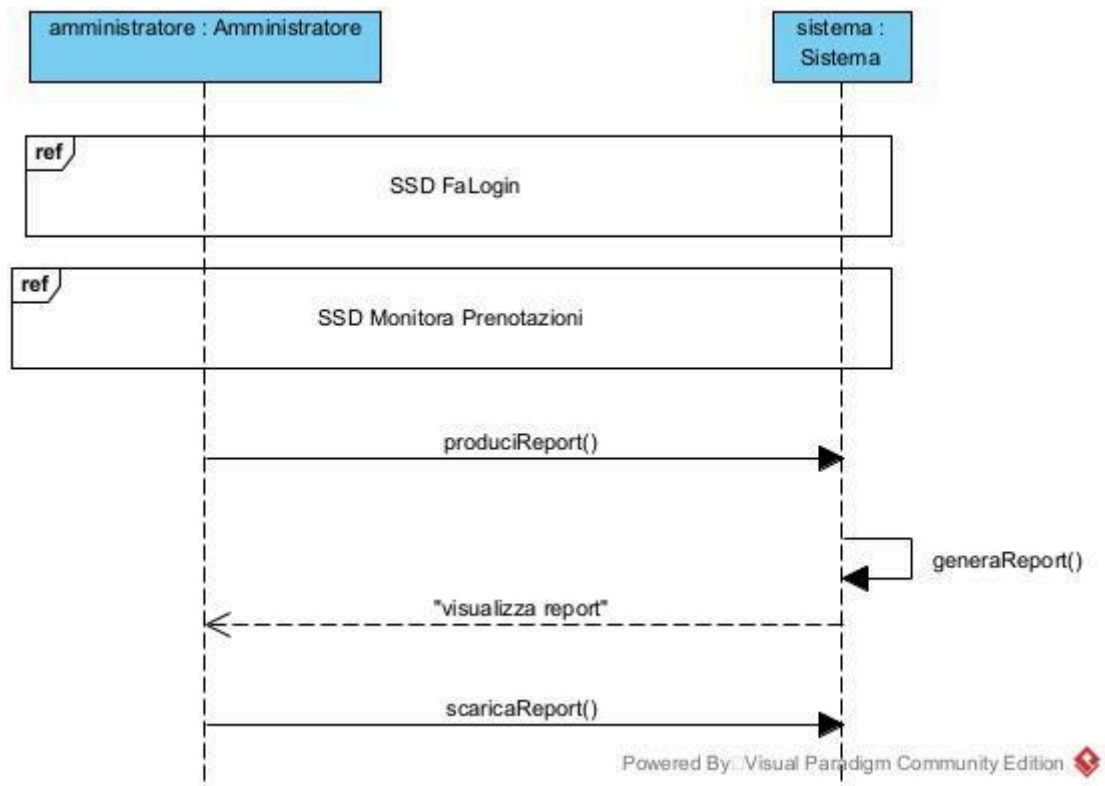 amministratore : Amministratore
sistema :
Sistema
ref
SSD FaLogin
ref
SSD Monitora Prenotazioni
produciReport()
generaReport()
"visualizza report"
scaricaReport()
Powered By Visual Paradigm Community Edition